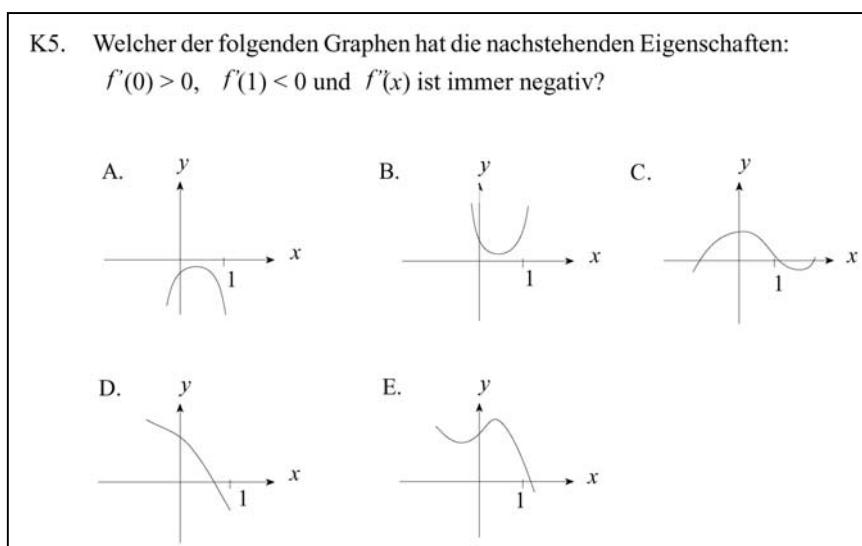 K5. Welcher der folgenden Graphen hat die nachstehenden Eigenschaften:
f'(0) > 0, f'(1) < 0 und f''(x) ist immer negativ?
A. y x 1
B. y x 1
C. y x 1
D. y x 1
E. y x 1